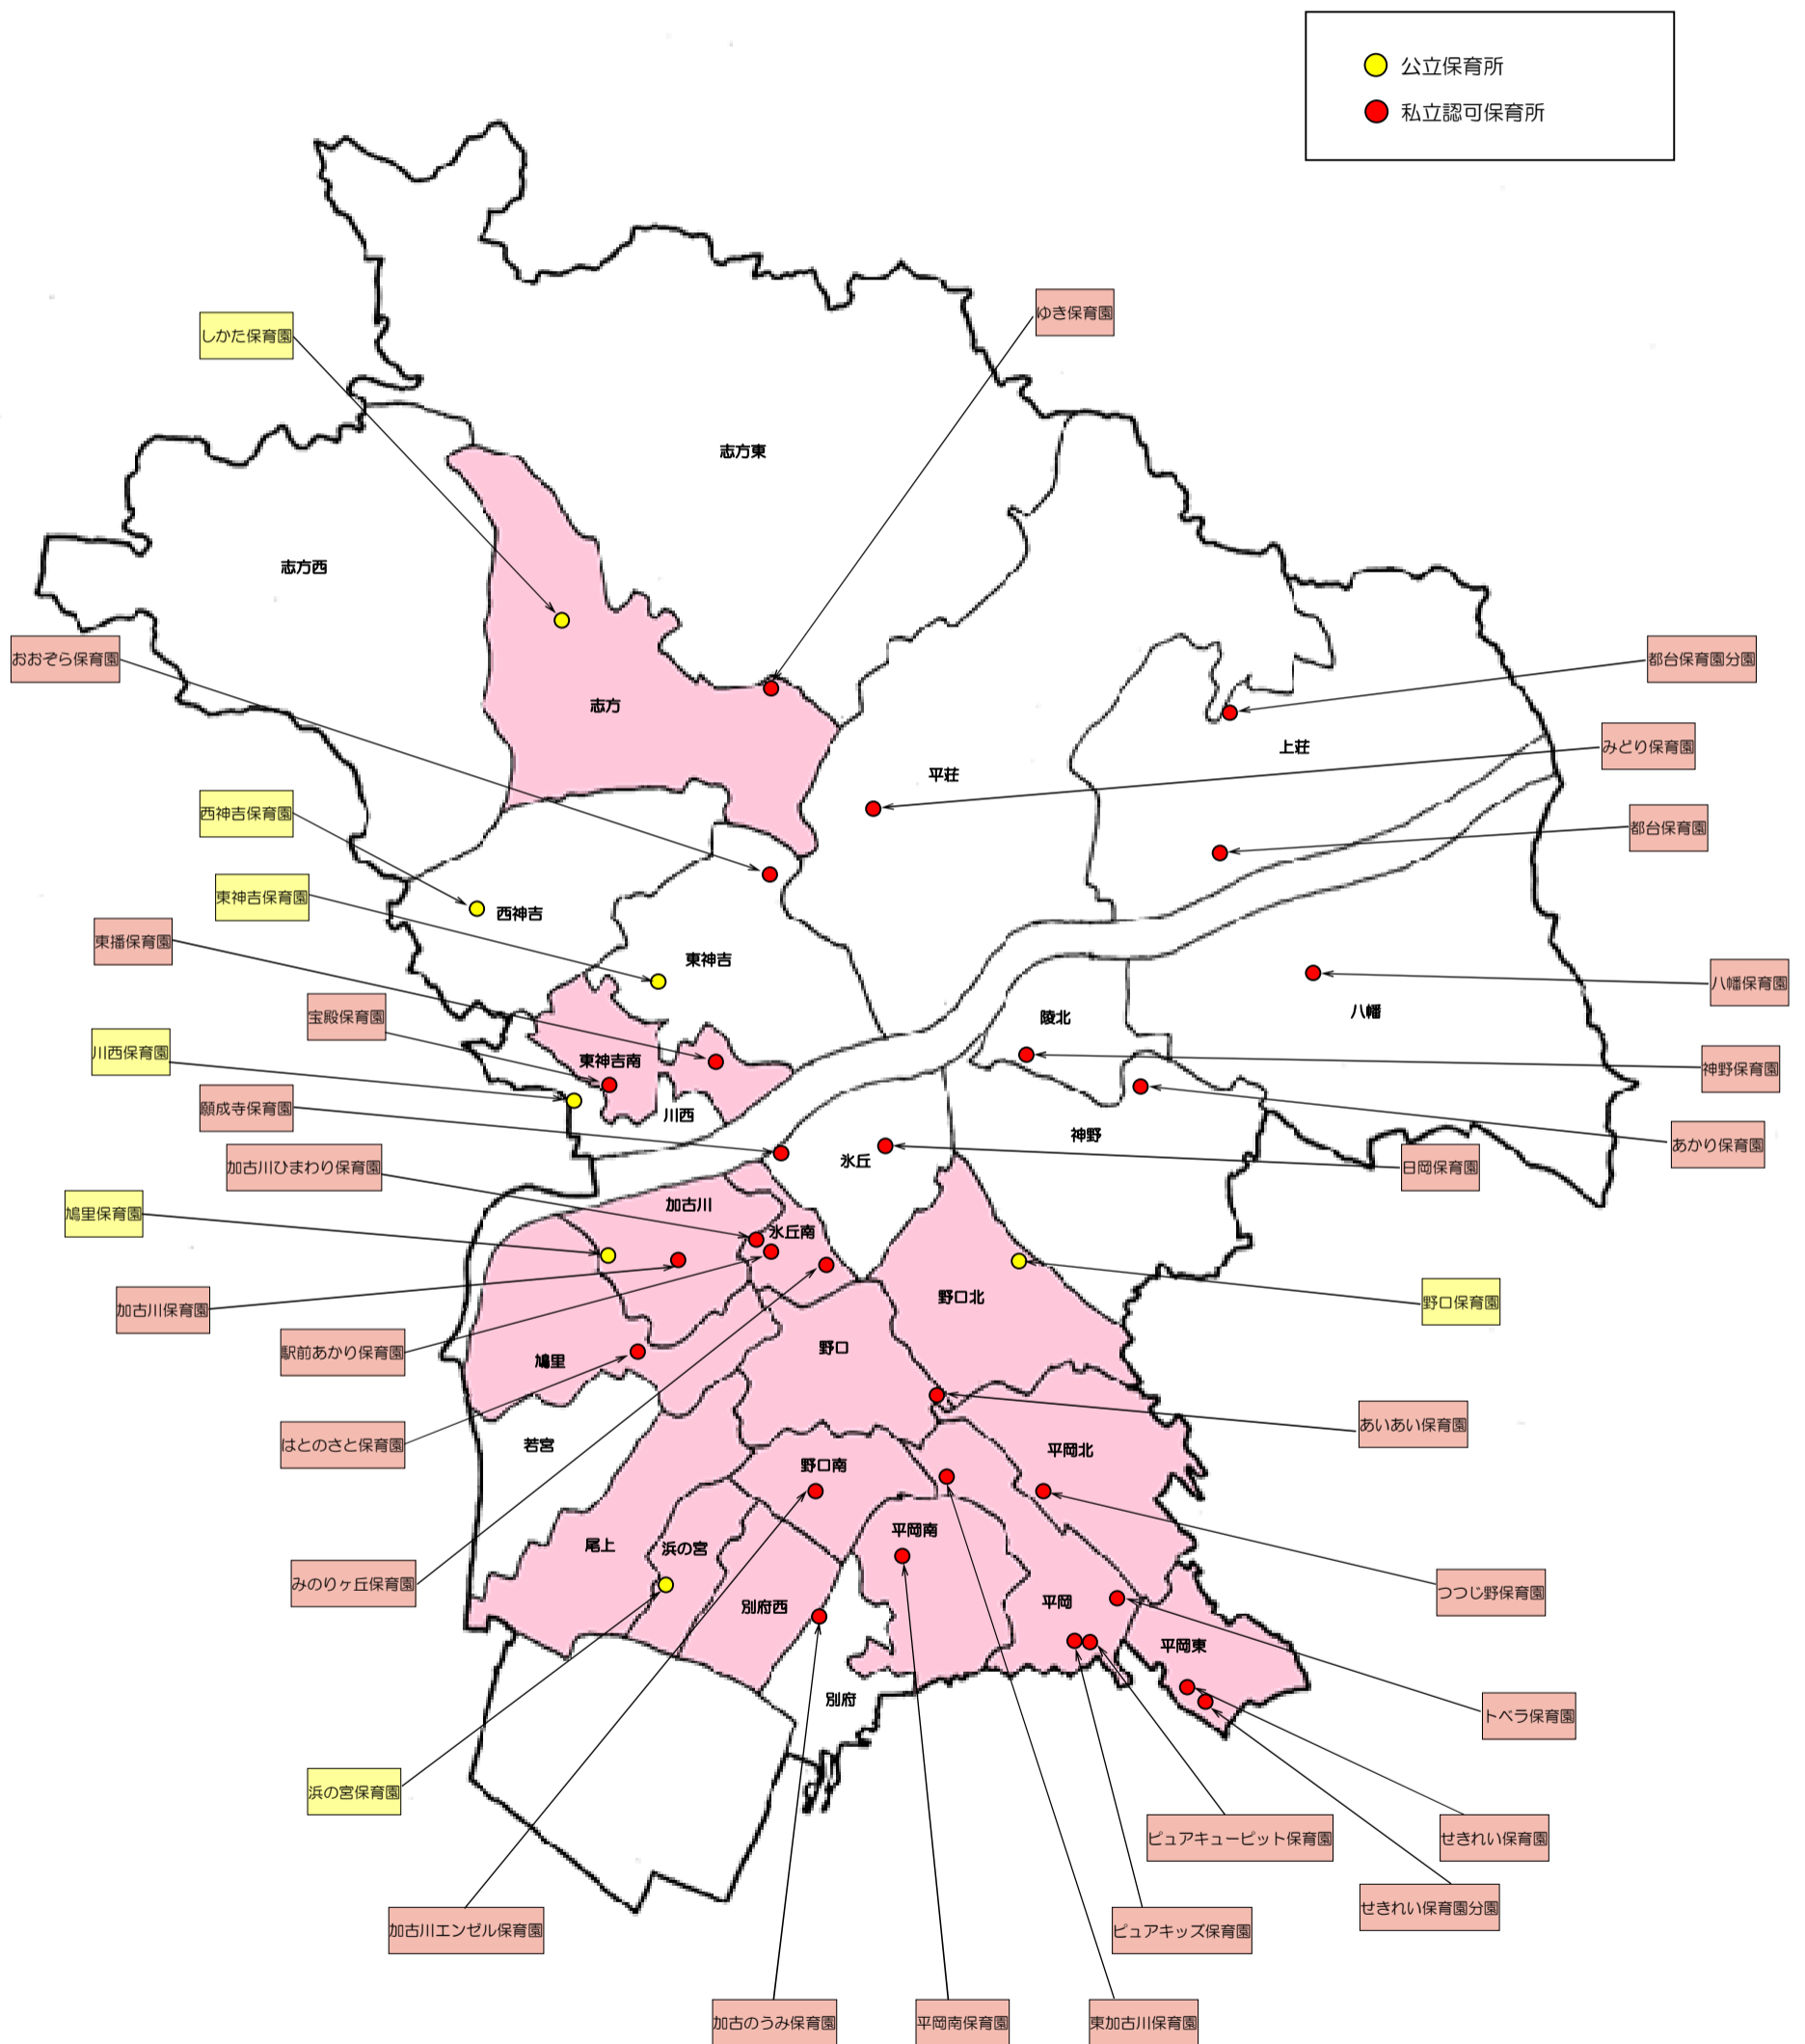 公立保育所
私立認可保育所
ゆき保育園
しかた保育園
志方東
志方西
おおぞら保育園
都台保育園分園
志方
上荘
みどり保育園
平荘
西神吉保育園
都台保育園
東神吉保育園
西神吉
東播保育園
東神吉
八幡保育園
宝殿保育園
陵北
八幡
川西保育園
東神吉南
神野保育園
願成寺保育園
川西
神野
あかり保育園
加古川ひまわり保育園
氷丘
日岡保育園
鳩里保育園
加古川
氷丘南
加古川保育園
野口北
野口保育園
駅前あかり保育園
鳩里
野口
はとのさと保育園
若宮
あいあい保育園
平岡北
野口南
平岡南
尾上
浜の宮
みのりヶ丘保育園
つつじ野保育園
別府西
平岡
平岡東
別府
トベラ保育園
浜の宮保育園
ピュアキューピット保育園
せきれい保育園
せきれい保育園分園
加古川エンゼル保育園
ピュアキッズ保育園
加古のうみ保育園
平岡南保育園
東加古川保育園